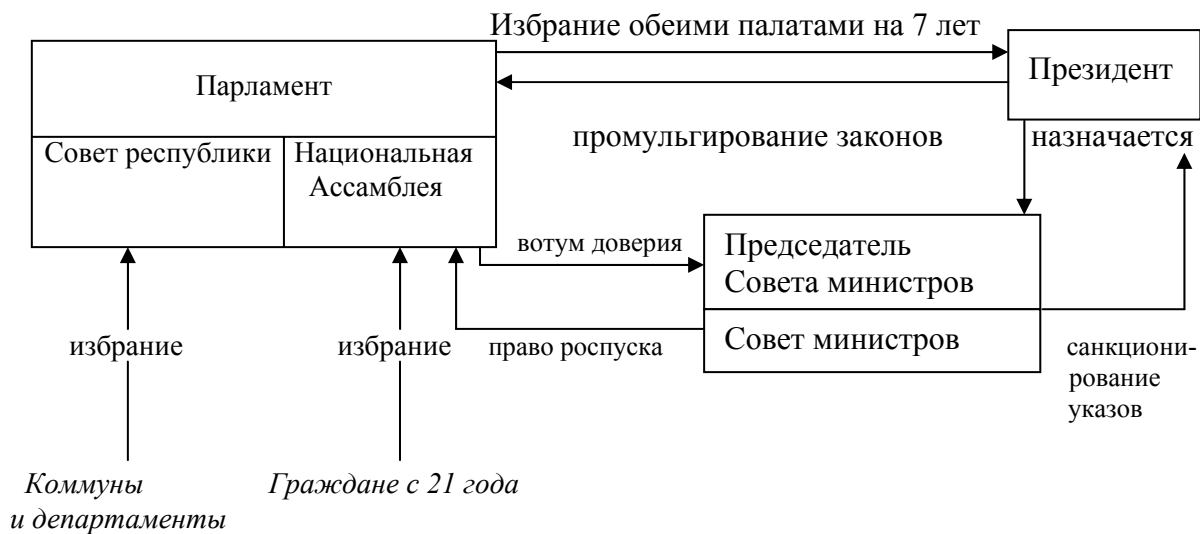 Избрание обеими палатами на 7 лет
Парламент
Президент
Совет республики
Национальная
Ассамблея
промульгирование законов
назначается
вотум доверия
Председатель
Совета министров
Совет министров
избрание
избрание
право роспуска
санкциони-
рование
указов
Коммуны
и департаменты
Граждане с 21 года